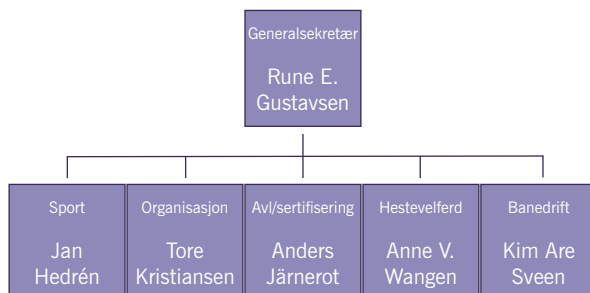 Generalsekretær
Rune E.
Gustavsen
Sport
Jan
Hedrén
Organisasjon
Tore
Kristiansen
Avl/sertifisering
Anders
Järnerot
Hestevelferd
Anne V.
Wangen
Banedrift
Kim Are
Sveen